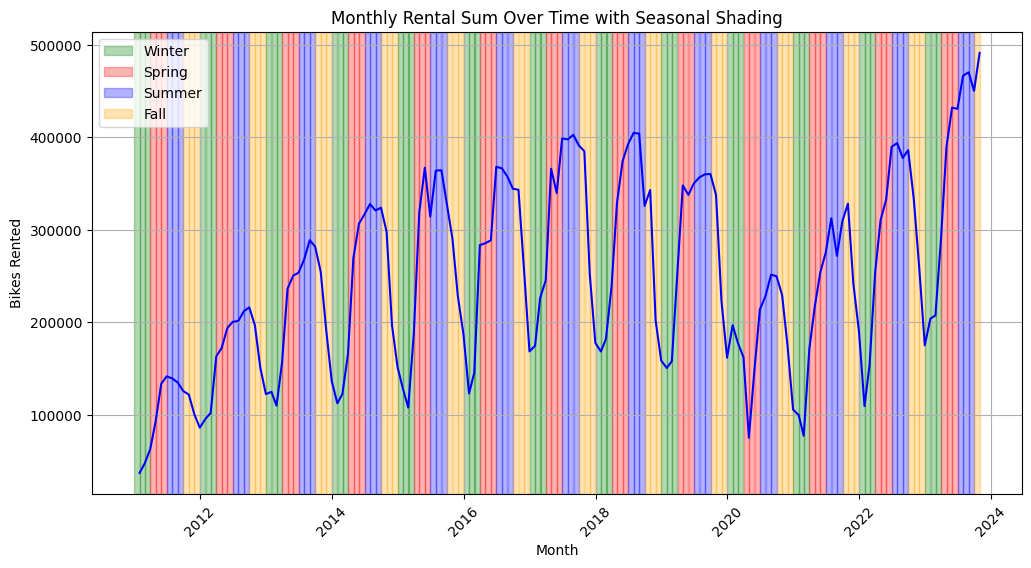 Monthly Rental Sum Over Time with Seasonal Shading
Winter
Spring
Summer
Fall
500000
400000
300000
200000
100000
Bikes Rented
2012
2014
2016
2018
2020
2022
2024
Month